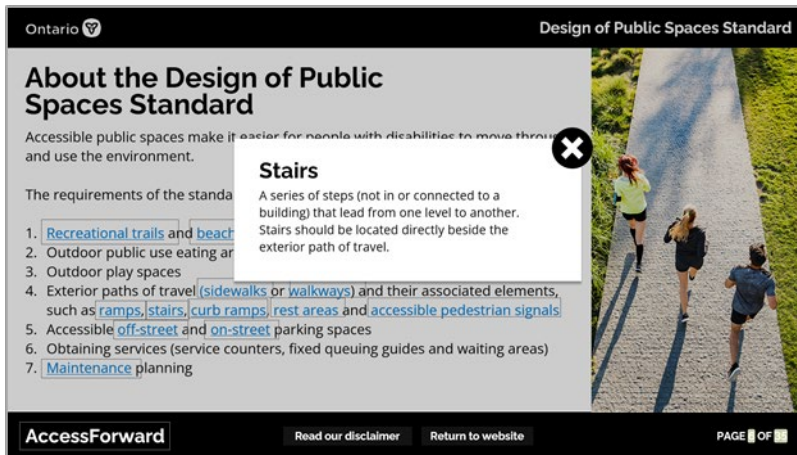 Ontario
Design of Public Spaces Standard
About the Design of Public
Spaces Standard
Accessible public spaces make it easier for people with disabilities to move throu
and use the environment.
The requirements of the standa
1. Recreational trails and beach
2. Outdoor public use eating ar
3. Outdoor play spaces
4. Exterior paths of travel (sidewalks or walkways) and their associated elements,
such as ramps, stairs, curb ramps, rest areas and accessible pedestrian signals
5. Accessible off-street and on-street parking spaces
6. Obtaining services (service counters, fixed queuing guides and waiting areas)
7. Maintenance planning
Stairs
A series of steps (not in or connected to a
building) that lead from one level to another.
Stairs should be located directly beside the
exterior path of travel.
AccessForward
Read our disclaimer
Return to website
PAGE 6 OF 35